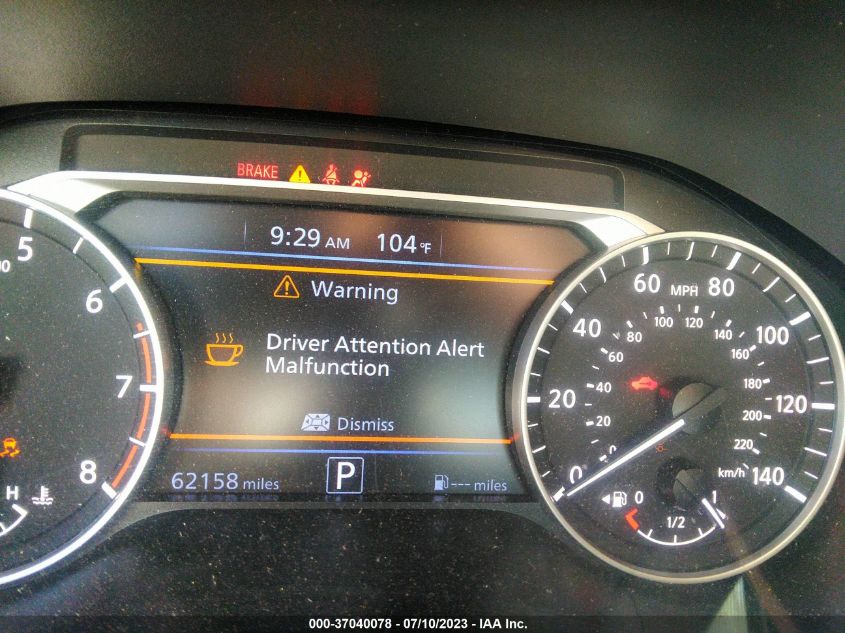 BRAKE
9:29 AM 104°F
Warning
Driver Attention Alert
Malfunction
Dismiss
62158 miles
P
--- miles
5
6
7
8
H
0
20
40
60
MPH
80
100
120
140
0
40
60
80
100
120
140
160
180
200
220
km/h
0
1/2
1
000-37040078 - 07/10/2023 - IAA Inc.